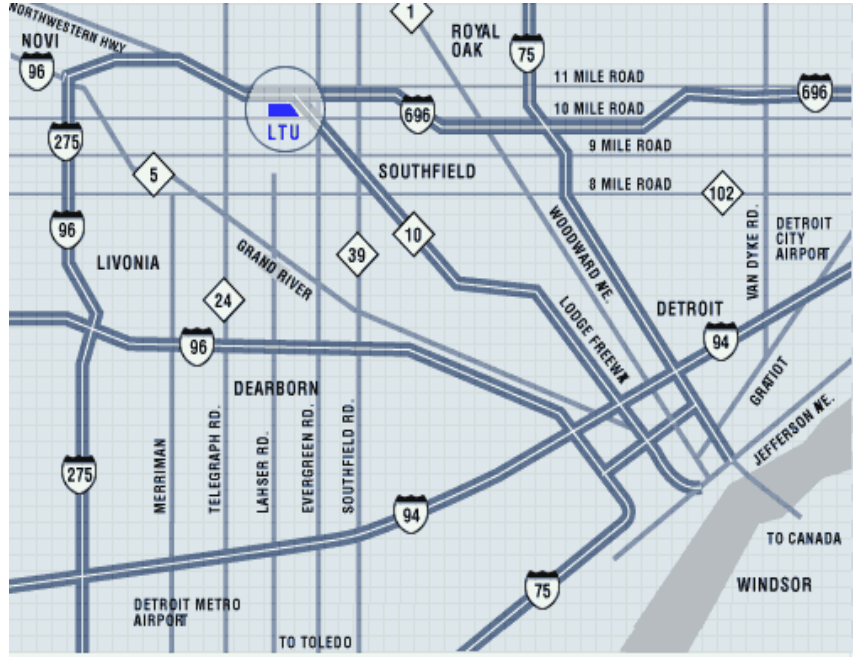 NORTHWESTERN HWY
NOVI
96
1
ROYAL
OAK
75
11 MILE ROAD
696
10 MILE ROAD
696
LTU
275
9 MILE ROAD
SOUTHFIELD
5
8 MILE ROAD
102
96
10
WOODWARD AVE.
VAN DYKE RD.
DETROIT
CITY
AIRPORT
LIVONIA
GRAND RIVER
39
24
LODGE FREEWAY
DETROIT
94
96
DEARBORN
GRATIOT
JEFFERSON AVE.
MERRIMAN
TELEGRAPH RD.
LAHSER RD.
EVERGREEN RD.
SOUTHFIELD RD.
275
94
TO CANADA
75
WINDSOR
DETROIT METRO
AIRPORT
TO TOLEDO